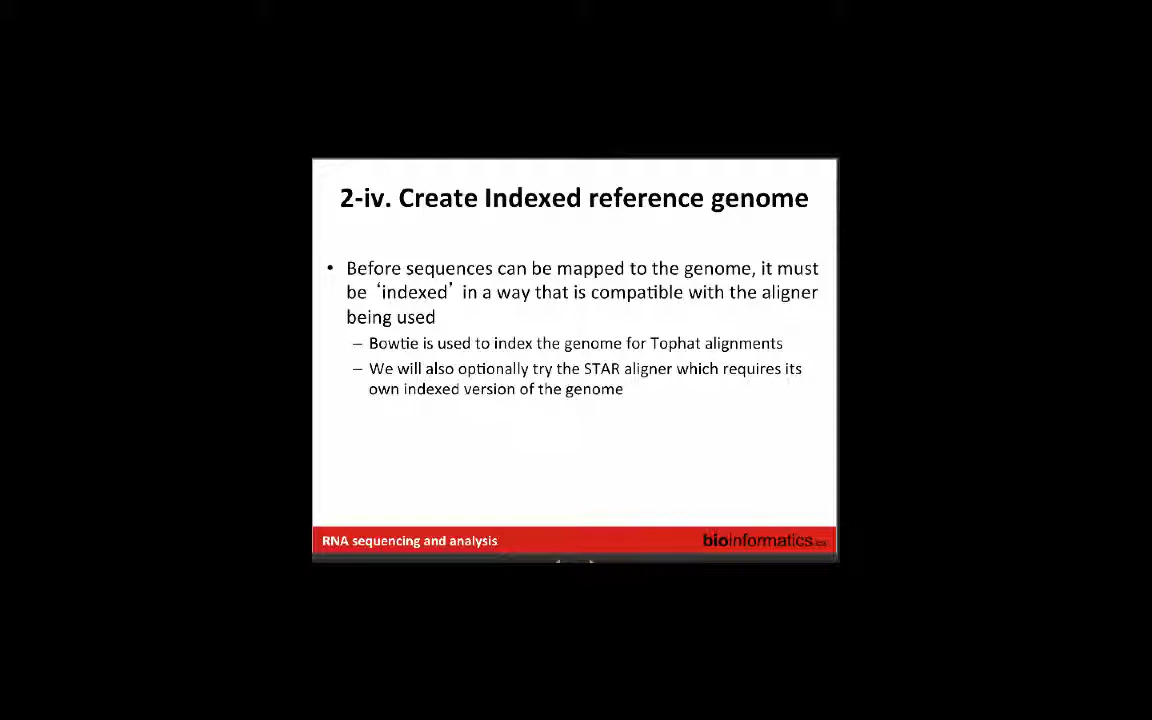 2-iv. Create Indexed reference genome
• Before sequences can be mapped to the genome, it must
be ‘indexed’ in a way that is compatible with the aligner
being used
– Bowtie is used to index the genome for Tophat alignments
– We will also optionally try the STAR aligner which requires its
own indexed version of the genome
RNA sequencing and analysis
bioinformatics.ca